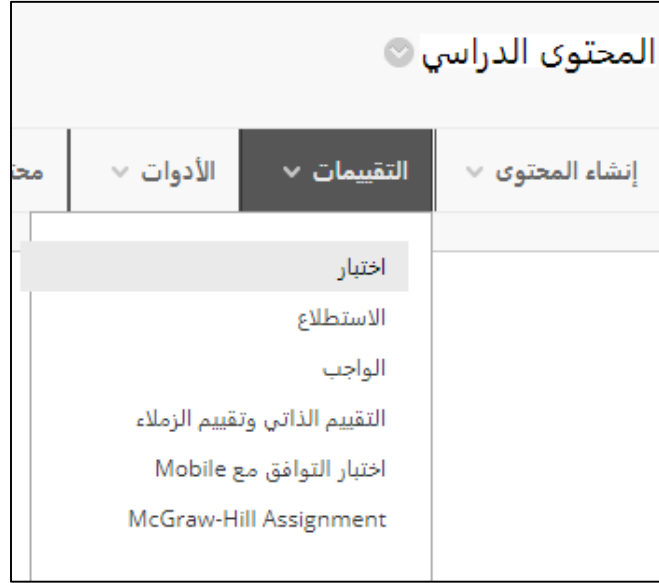 المحتوى الدراسي
إنشاء المحتوى التقييمات الأدوات
اختبار
الاستطلاع
الواجب
التقييم الذاتي وتقييم الزملاء
اختبار التوافق مع Mobile
McGraw-Hill Assignment